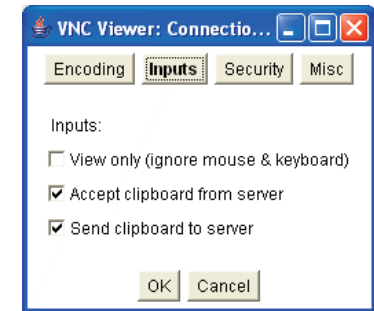 VNC Viewer: Connectio...
Encoding Inputs Security Misc
Inputs:
View only (ignore mouse & keyboard)
Accept clipboard from server
Send clipboard to server
OK Cancel